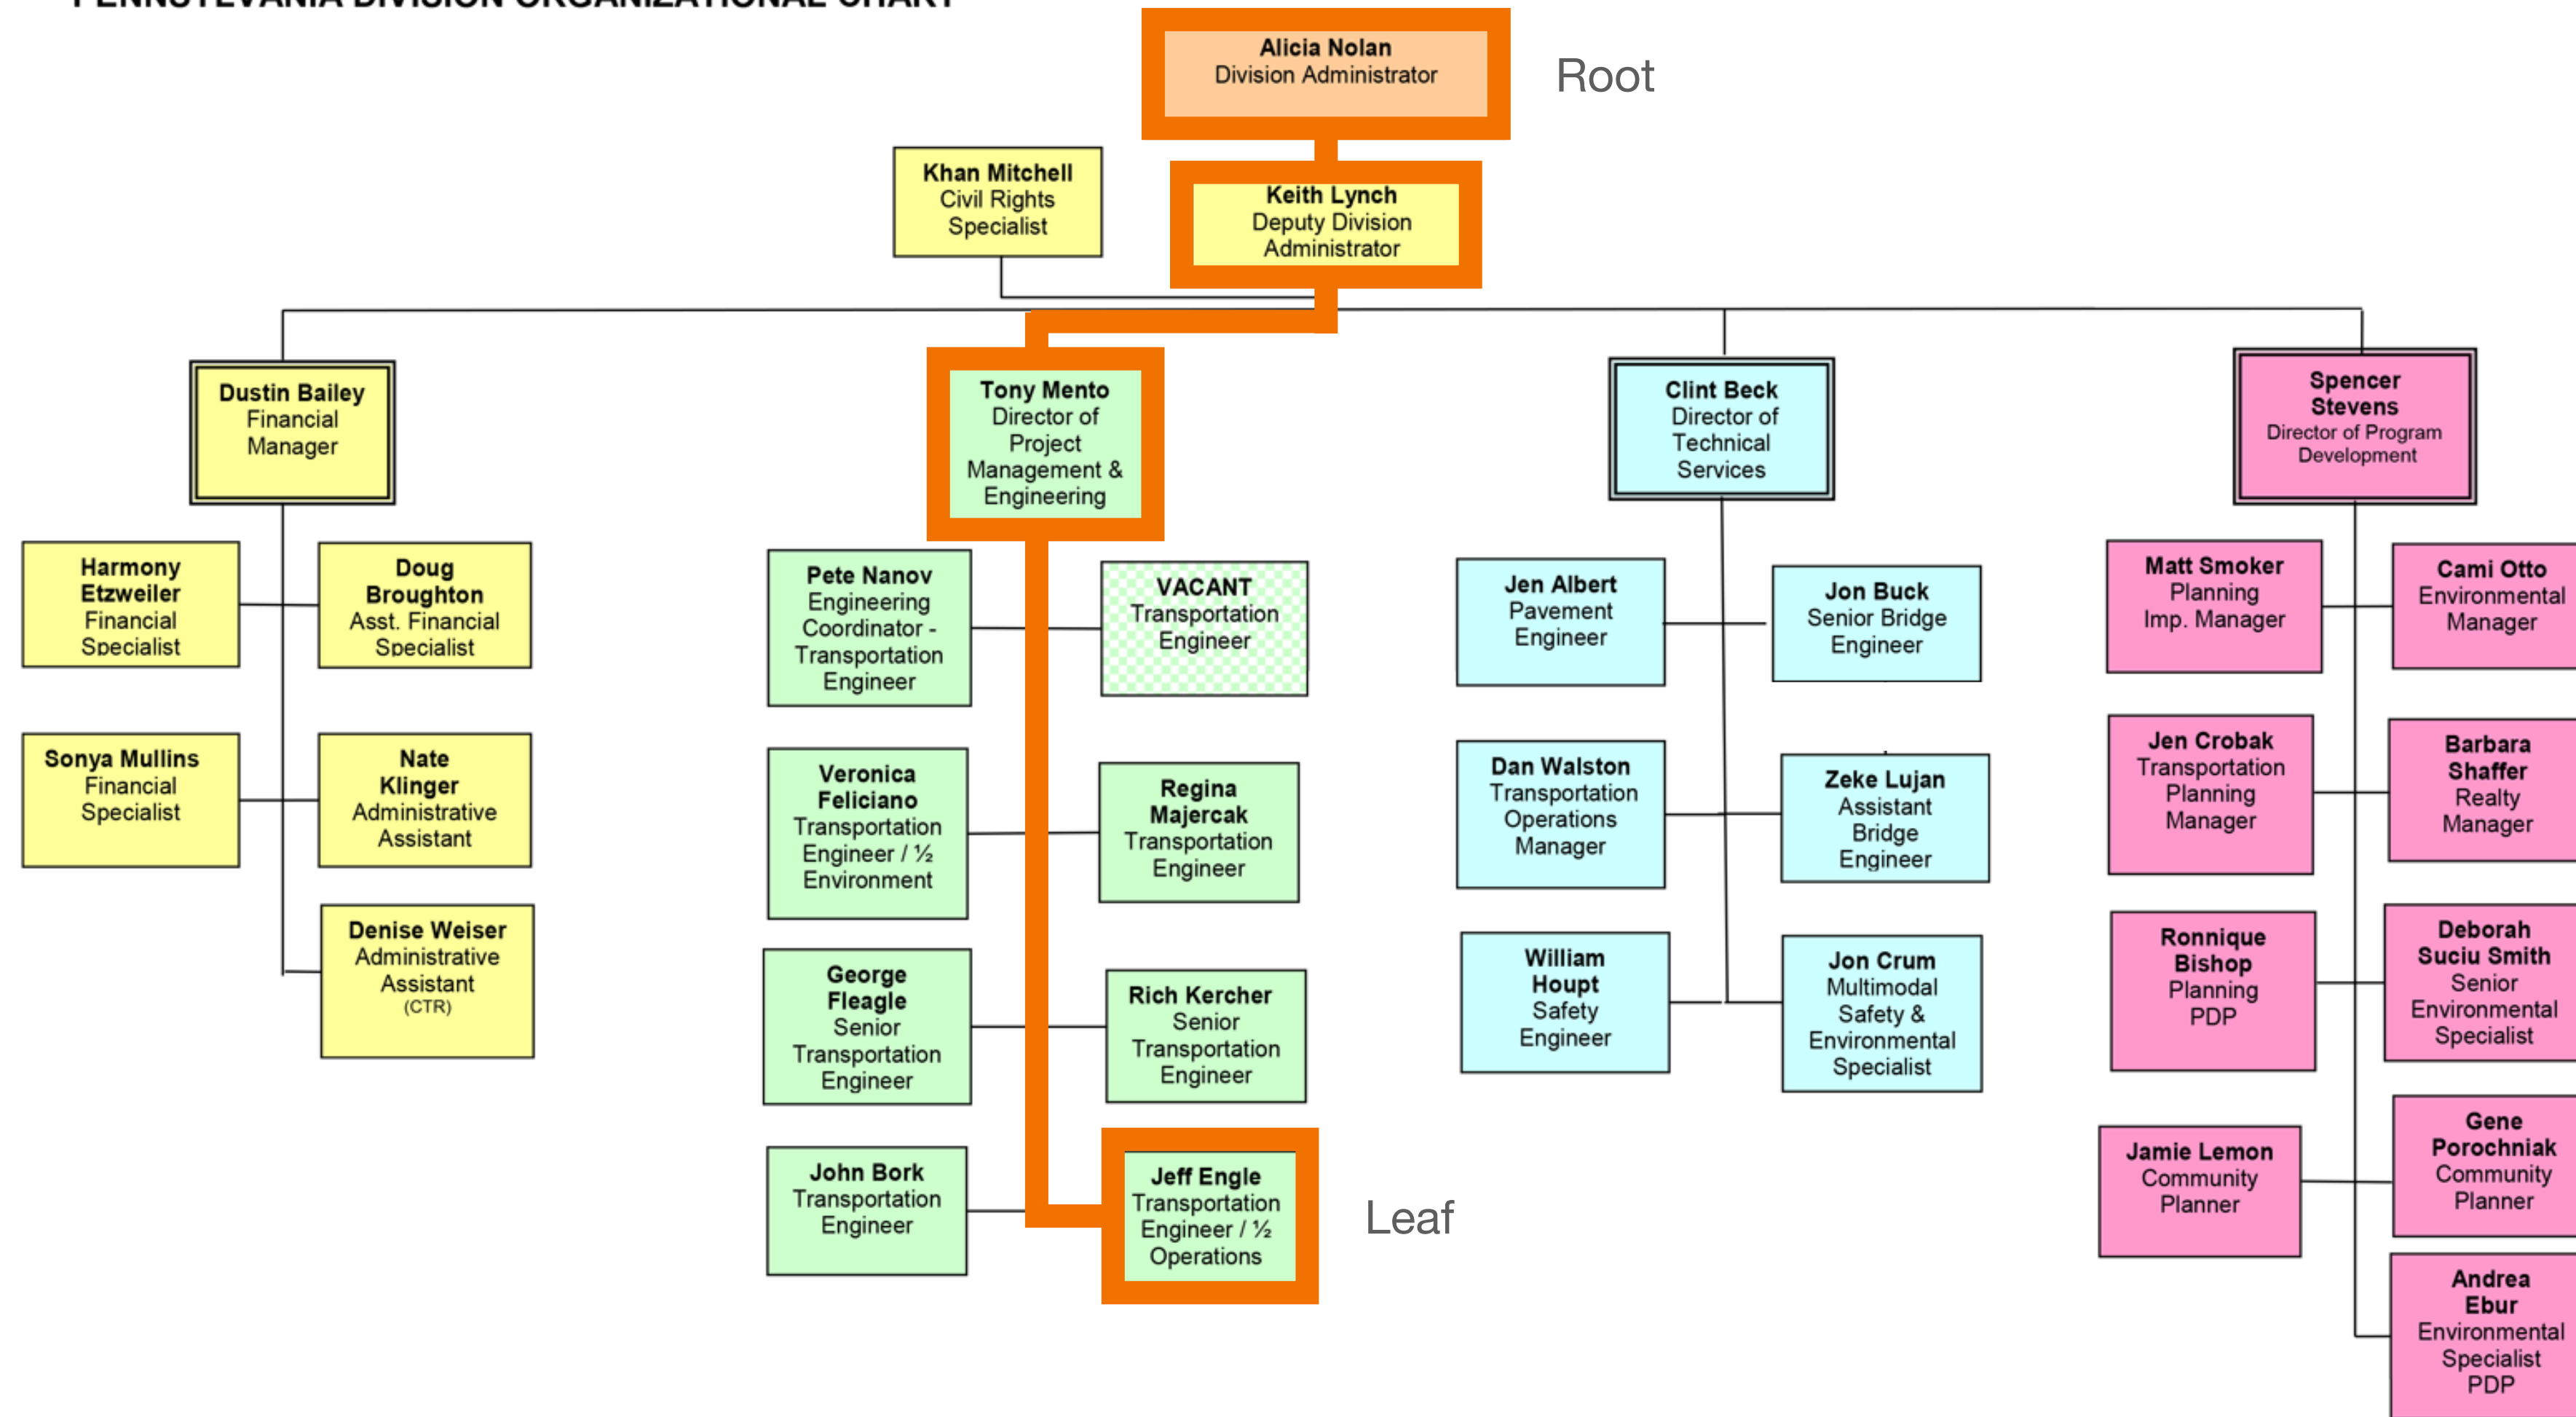 PENNSYLVANIA DIVISION ORGANIZATIONAL CHART
Alicia Nolan
Division Administrator
Root
Khan Mitchell
Civil Rights
Specialist
Keith Lynch
Deputy Division
Administrator
Dustin Bailey
Financial
Manager
Tony Mento
Director of
Project
Management &
Engineering
Clint Beck
Director of
Technical
Services
Spencer
Stevens
Director of Program
Development
Harmony
Etzweiler
Financial
Specialist
Doug
Broughton
Asst. Financial
Specialist
Sonya Mullins
Financial
Specialist
Nate
Klinger
Administrative
Assistant
Denise Weiser
Administrative
Assistant
(CTR)
Pete Nanov
Engineering
Coordinator -
Transportation
Engineer
VACANT
Transportation
Engineer
Veronica
Feliciano
Transportation
Engineer / ½
Environment
Regina
Majercak
Transportation
Engineer
George
Fleagle
Senior
Transportation
Engineer
Rich Kercher
Senior
Transportation
Engineer
John Bork
Transportation
Engineer
Jeff Engle
Transportation
Engineer / ½
Operations
Leaf
Jen Albert
Pavement
Engineer
Jon Buck
Senior Bridge
Engineer
Dan Walston
Transportation
Operations
Manager
Zeke Lujan
Assistant
Bridge
Engineer
William
Houpt
Safety
Engineer
Jon Crum
Multimodal
Safety &
Environmental
Specialist
Matt Smoker
Planning
Imp. Manager
Cami Otto
Environmental
Manager
Jen Crobak
Transportation
Planning
Manager
Barbara
Shaffer
Realty
Manager
Ronnique
Bishop
Planning
PDP
Deborah
Suciu Smith
Senior
Environmental
Specialist
Jamie Lemon
Community
Planner
Gene
Porochniak
Community
Planner
Andrea
Ebur
Environmental
Specialist
PDP